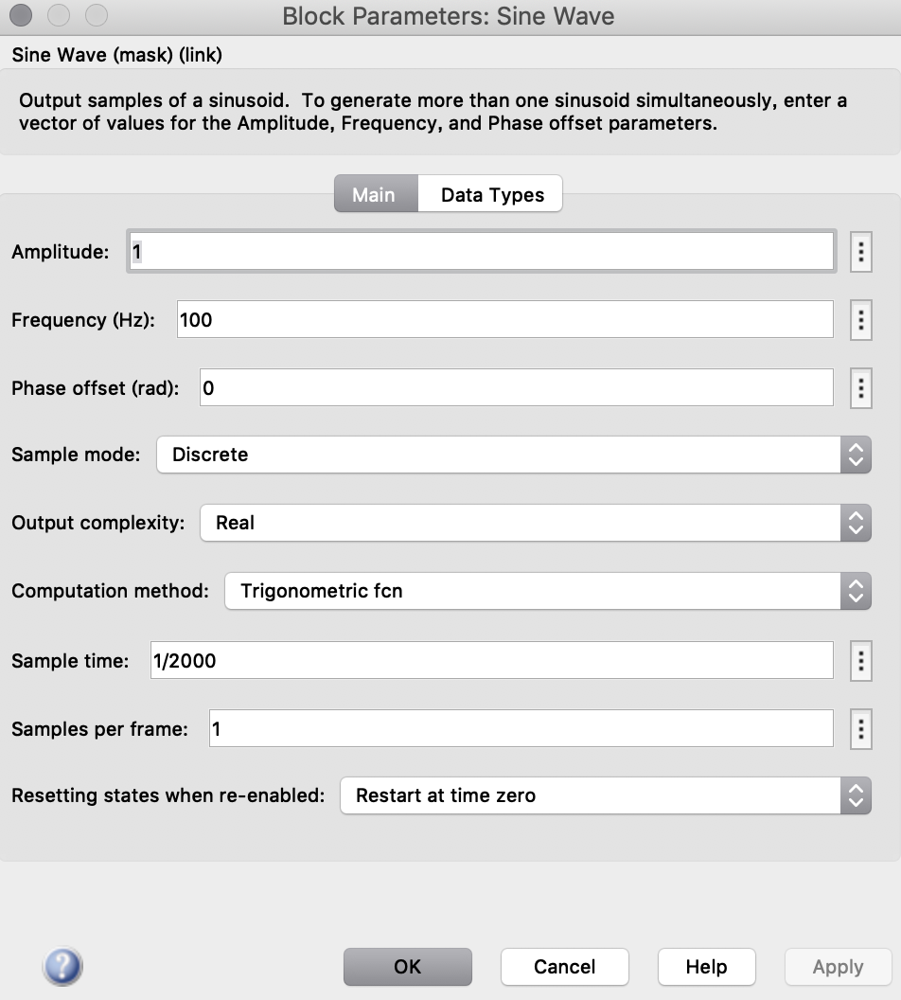 Block Parameters: Sine Wave
Sine Wave (mask) (link)
Output samples of a sinusoid.  To generate more than one sinusoid simultaneously, enter a
vector of values for the Amplitude, Frequency, and Phase offset parameters.
Main Data Types
Amplitude: 1
Frequency (Hz): 100
Phase offset (rad): 0
Sample mode: Discrete
Output complexity: Real
Computation method: Trigonometric fcn
Sample time: 1/2000
Samples per frame: 1
Resetting states when re-enabled: Restart at time zero
? OK Cancel Help Apply